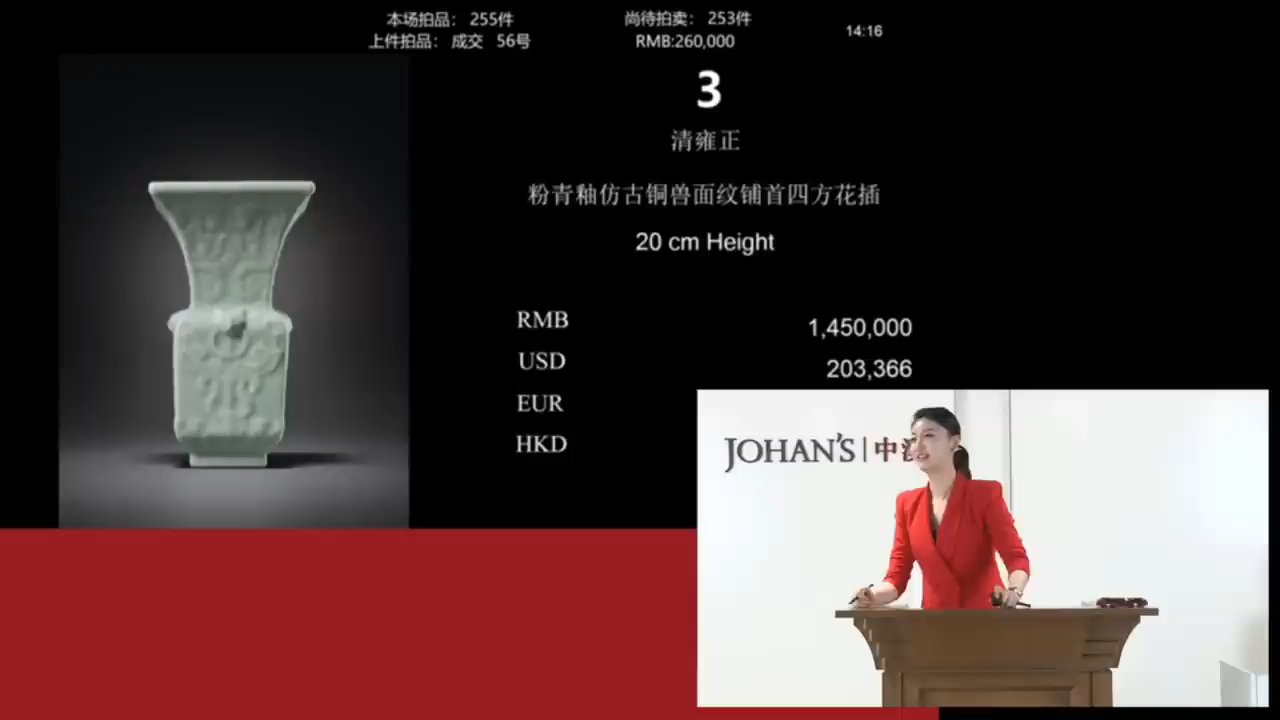 本场拍品： 255件
尚待拍卖： 253件
上件拍品： 成交 56号
RMB:260,000
14:16
3
清雍正
粉青釉仿古铜兽面纹铺首四方花插
20 cm Height
RMB 1,450,000
USD 203,366
EUR
HKD
JOHAN'S | 中